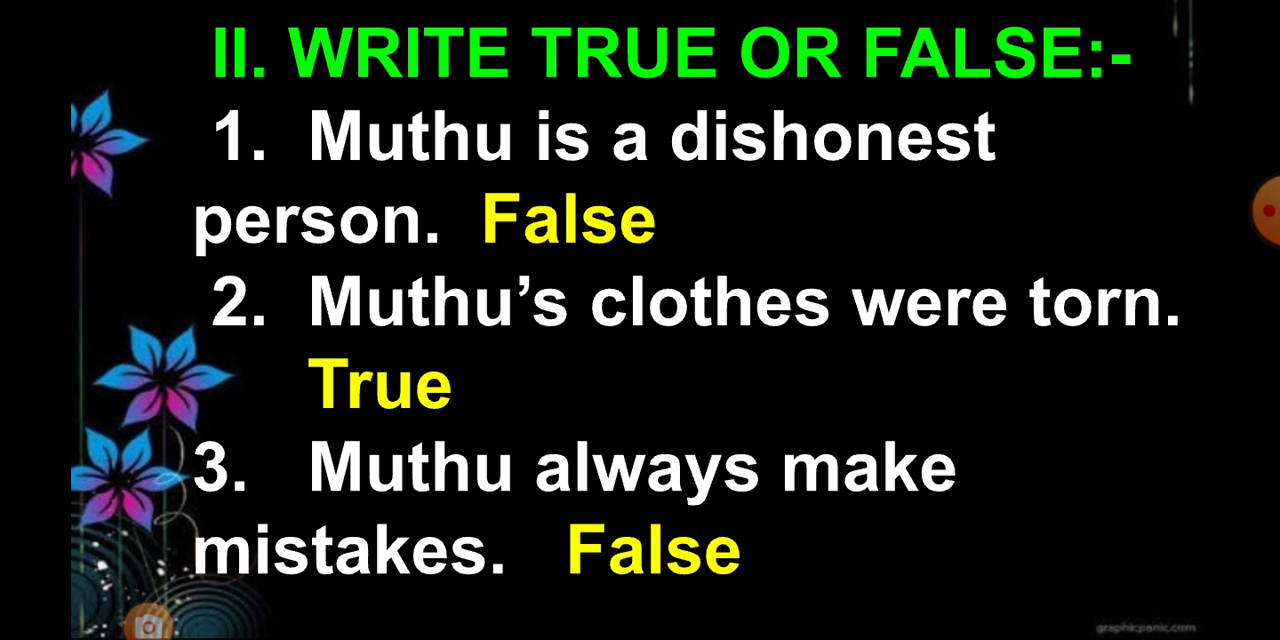 II. WRITE TRUE OR FALSE:-
1. Muthu is a dishonest
person. False
2. Muthu’s clothes were torn.
True
3. Muthu always make
mistakes. False
graphicpanic.com